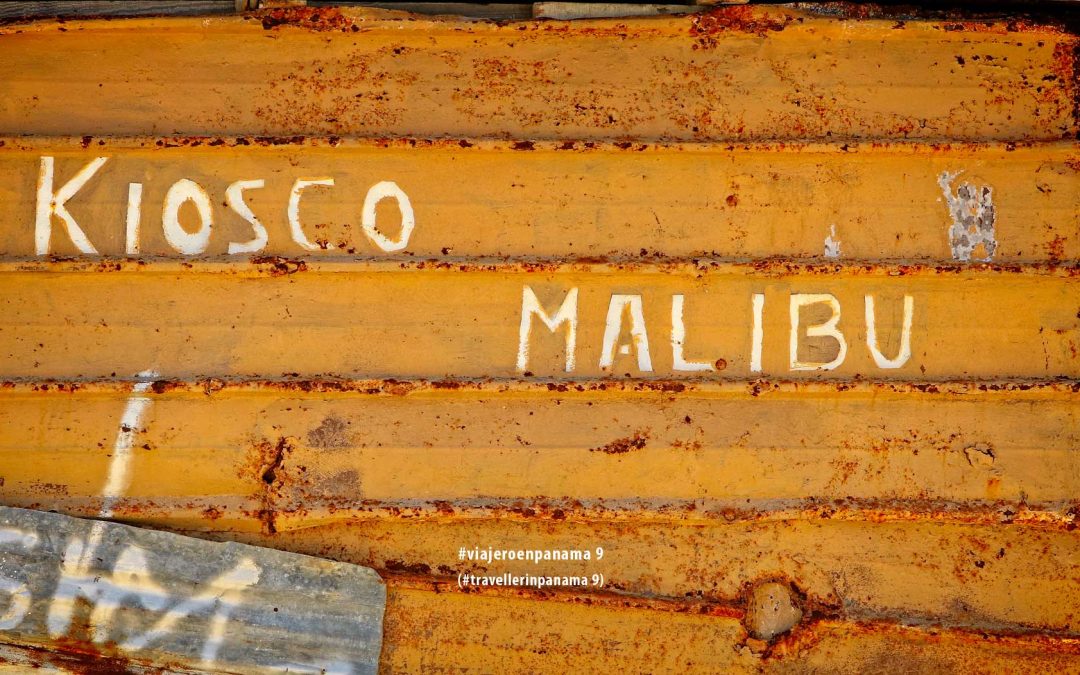 KIOSCO
MALIBU
#viajeroenpanama 9
(#travellerinpanama 9)